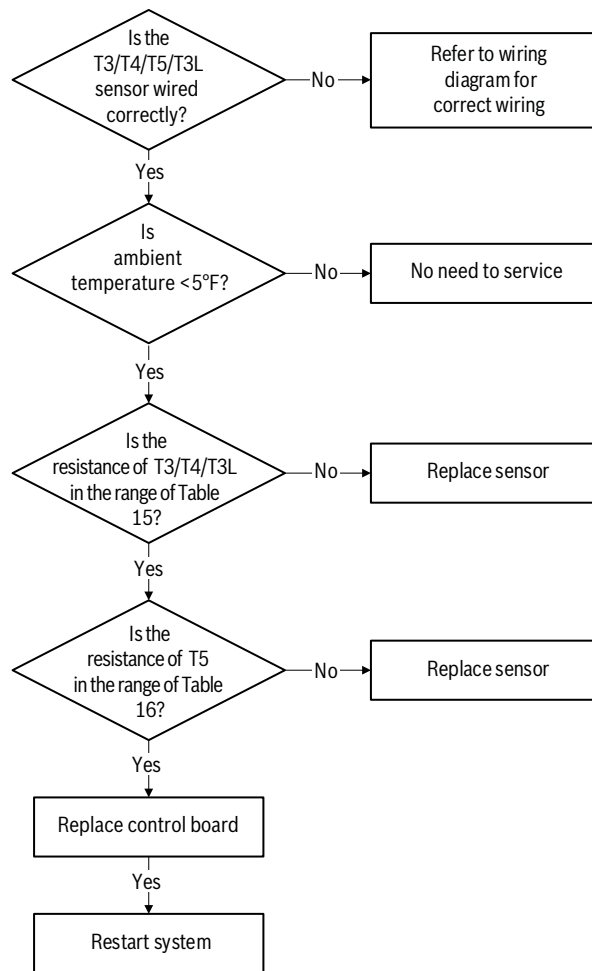 Is the
T3/T4/T5/T3L
sensor wired
correctly?
No
Refer to wiring
diagram for
correct wiring
Yes
Is
ambient
temperature <5°F?
No
No need to service
Yes
Is the
resistance of T3/T4/T3L
in the range of Table
15?
No
Replace sensor
Yes
Is the
resistance of T5
in the range of Table
16?
No
Replace sensor
Yes
Replace control board
Yes
Restart system